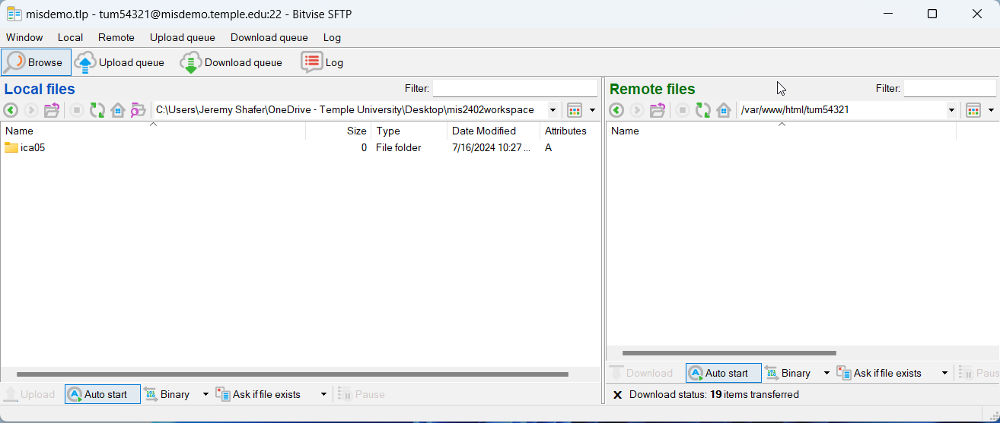 misdemo.tlp - tum54321@misdemo.temple.edu:22 - Bitvise SFTP
Window Local Remote Upload queue Download queue Log
Browse Upload queue Download queue Log
Local files Filter:
C:\Users\Jeremy Shafer\OneDrive - Temple University\Desktop\mis2402workspace
Name Size Type Date Modified Attributes
ica05 0 File folder 7/16/2024 10:27 ... A
Upload Auto start Binary Ask if file exists Pause
Remote files Filter:
/var/www/html/tum54321
Name
Download Auto start Binary Ask if file exists Paus
Download status: 19 items transferred